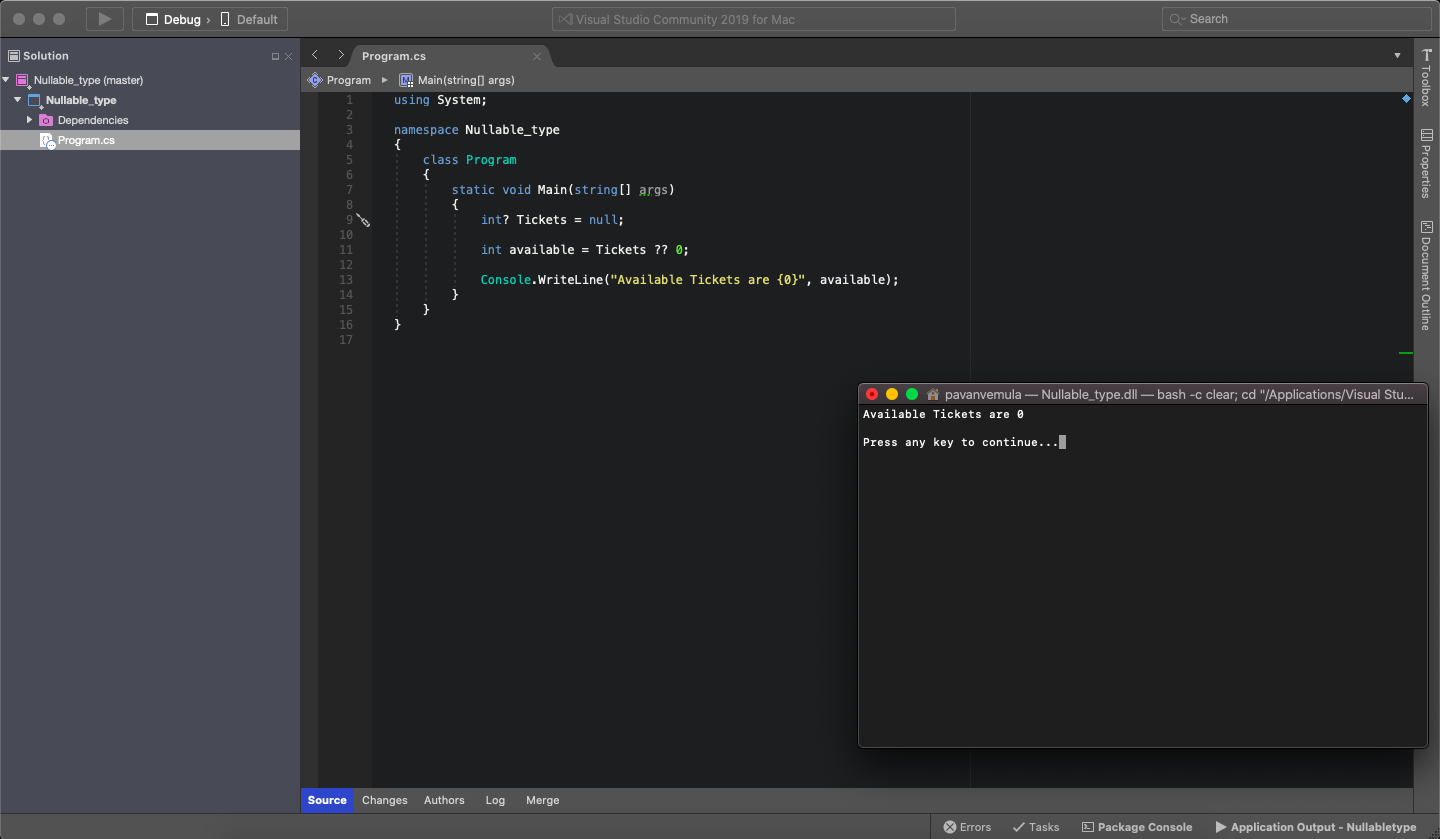 Debug › Default
Visual Studio Community 2019 for Mac
Search
Solution
Nullable_type (master)
Nullable_type
Dependencies
Program.cs
Program.cs
Program
Main(string[] args)
1 using System;
2
3 namespace Nullable_type
4 {
5 class Program
6 {
7 static void Main(string[] args)
8 {
9 int? Tickets = null;
10
11 int available = Tickets ?? 0;
12
13 Console.WriteLine("Available Tickets are {0}", available);
14 }
15 }
16 }
17
Toolbox
Properties
Document Outline
pavanvemula — Nullable_type.dll — bash -c clear; cd "/Applications/Visual Stu...
Available Tickets are 0
Press any key to continue...
Source Changes Authors Log Merge
Errors Tasks Package Console Application Output - Nullabletype